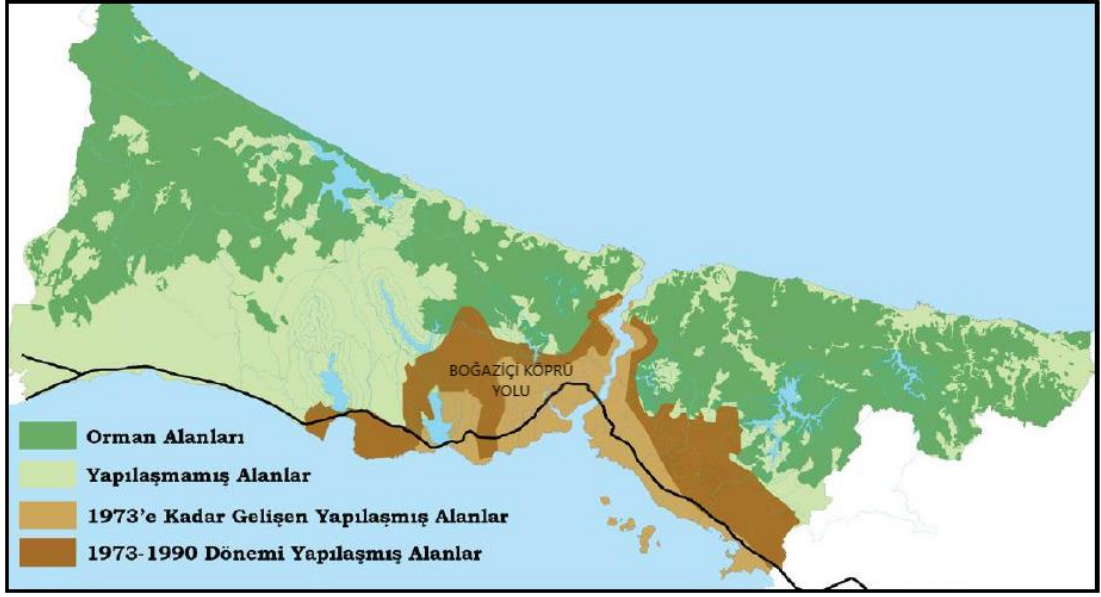 BOĞAZİÇİ KÖPRÜ
YOLU
Orman Alanları
Yapılaşmamış Alanlar
1973'e Kadar Gelişen Yapılaşmış Alanlar
1973-1990 Dönemi Yapılaşmış Alanlar